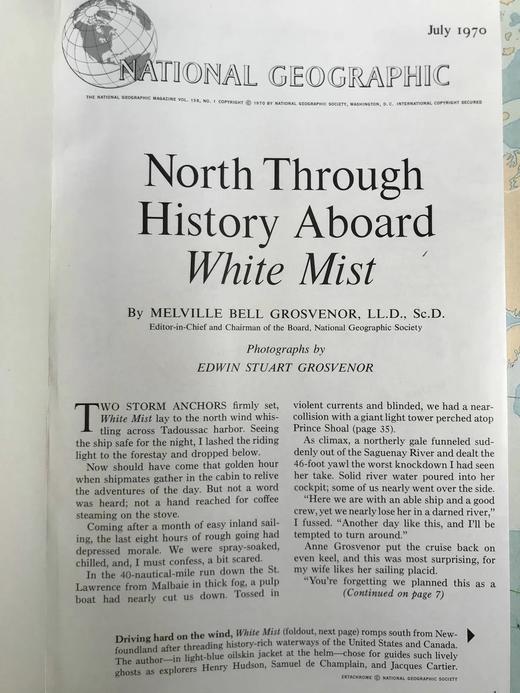 July 1970
NATIONAL GEOGRAPHIC
THE NATIONAL GEOGRAPHIC MAGAZINE VOL. 138, NO. 1 COPYRIGHT © 1970 BY NATIONAL GEOGRAPHIC SOCIETY, WASHINGTON, D. C. INTERNATIONAL COPYRIGHT SECURED
North Through
History Aboard
White Mist
By MELVILLE BELL GROSVENOR, LL.D., Sc.D.
Editor-in-Chief and Chairman of the Board, National Geographic Society
Photographs by
EDWIN STUART GROSVENOR
TWO STORM ANCHORS firmly set,
White Mist lay to the north wind whis-
tling across Tadoussac harbor. Seeing
the ship safe for the night, I lashed the riding
light to the forestay and dropped below.
Now should have come that golden hour
when shipmates gather in the cabin to relive
the adventures of the day. But not a word
was heard; not a hand reached for coffee
steaming on the stove.
Coming after a month of easy inland sail-
ing, the last eight hours of rough going had
depressed morale. We were spray-soaked,
chilled, and, I must confess, a bit scared.
In the 40-nautical-mile run down the St.
Lawrence from Malbaie in thick fog, a pulp
boat had nearly cut us down. Tossed in
violent currents and blinded, we had a near-
collision with a giant light tower perched atop
Prince Shoal (page 35).
As climax, a northerly gale funneled sud-
denly out of the Saguenay River and dealt the
46-foot yawl the worst knockdown I had seen
her take. Solid river water poured into her
cockpit; some of us nearly went over the side.
"Here we are with an able ship and a good
crew, yet we nearly lose her in a darned river,"
I fussed. "Another day like this, and I'll be
tempted to turn around."
Anne Grosvenor put the cruise back on
even keel, and this was most surprising, for
my wife likes her sailing placid.
"You're forgetting we planned this as a
(Continued on page 7)
Driving hard on the wind, White Mist (foldout, next page) romps south from New-
foundland after threading history-rich waterways of the United States and Canada.
The author—in light-blue oilskin jacket at the helm—chose for guides such lively
ghosts as explorers Henry Hudson, Samuel de Champlain, and Jacques Cartier.
EKTACHROME © NATIONAL GEOGRAPHIC SOCIETY